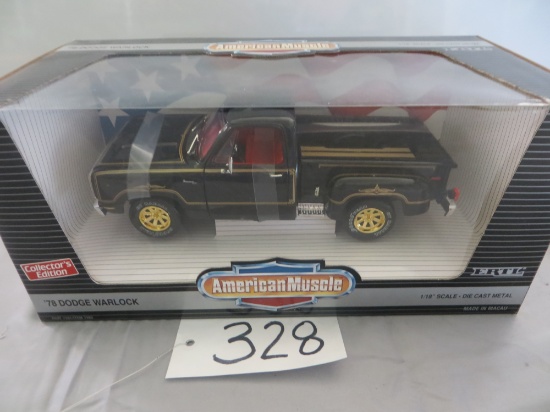 American Muscle
Collector's
Edition
'78 DODGE WARLOCK
American Muscle
ERTL
1/18" SCALE - DIE CAST METAL
MADE IN MACAU
328